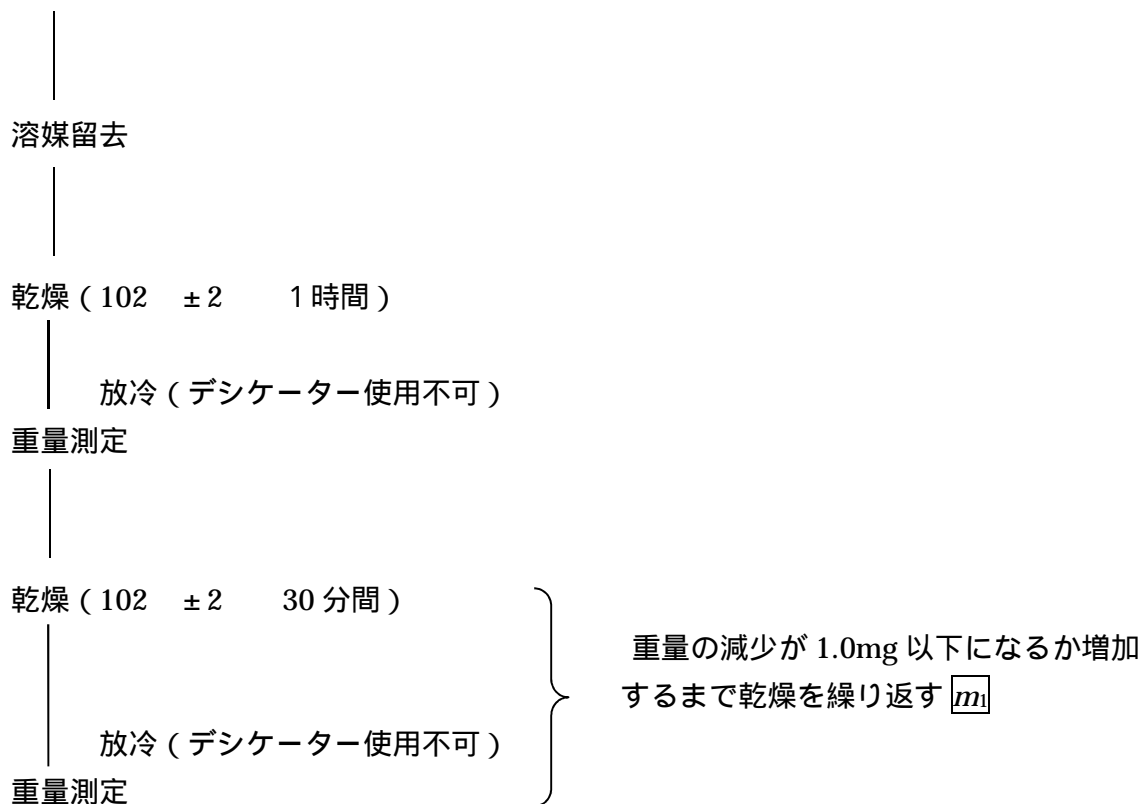 溶媒留去
乾燥（102　±2　　1時間）
放冷（デシケーター使用不可）
重量測定
乾燥（102　±2　　30分間）
重量の減少が 1.0mg 以下になるか増加
するまで乾燥を繰り返す m₁
放冷（デシケーター使用不可）
重量測定